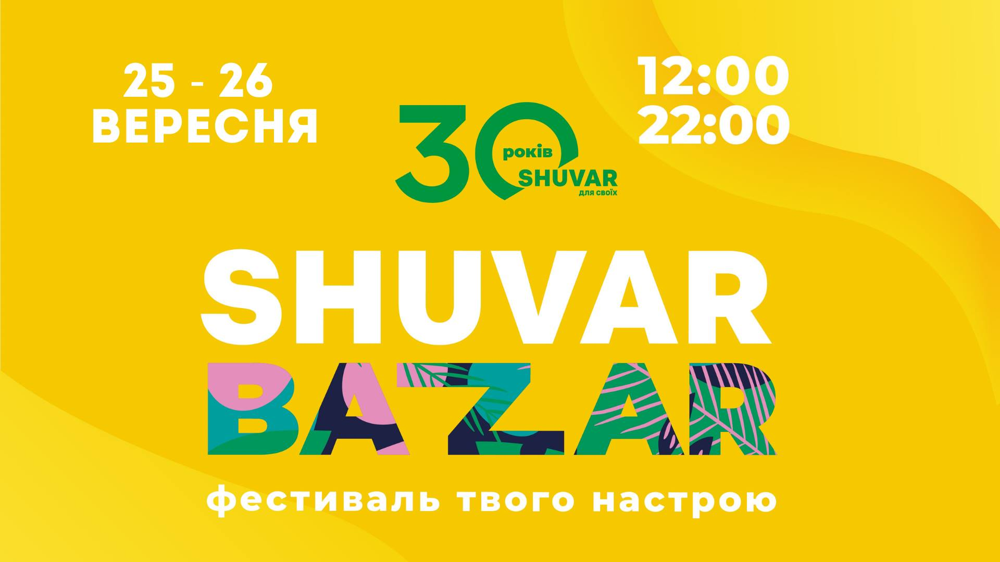 25 - 26
ВЕРЕСНЯ
12:00
22:00
30
років
SHUVAR
для своїх
SHUVAR
BAZAR
фестиваль твого настрою